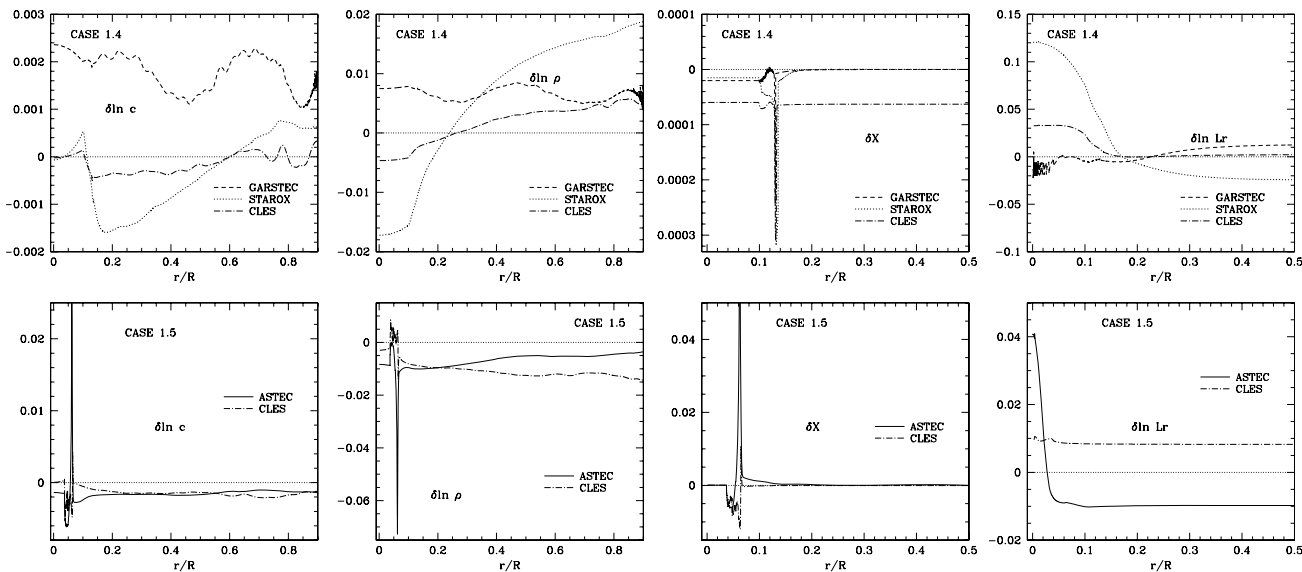 CASE 1.4
0.003
0.002
0.001
0
−0.001
−0.002
δln c
GARSTEC
STAROX
CLES
0 0.2 0.4 0.6 0.8
r/R
CASE 1.4
0.02
0.01
0
−0.01
0.02
δln ρ
GARSTEC
STAROX
CLES
0 0.2 0.4 0.6 0.8
r/R
CASE 1.4
0.0001
0
0.0001
0.0002
0.0003
δX
GARSTEC
STAROX
CLES
0 0.1 0.2 0.3 0.4 0.5
r/R
CASE 1.4
0.15
0.1
0.05
0
−0.05
−0.1
δln Lr
GARSTEC
STAROX
CLES
0 0.1 0.2 0.3 0.4 0.5
r/R
CASE 1.5
0.02
0.01
0
ASTEC
CLES
δln c
0 0.2 0.4 0.6 0.8
r/R
CASE 1.5
0
−0.02
−0.04
−0.06
ASTEC
CLES
δln ρ
0 0.2 0.4 0.6 0.8
r/R
CASE 1.5
0.04
0.02
0
δX
ASTEC
CLES
0 0.1 0.2 0.3 0.4 0.5
r/R
CASE 1.5
0.04
0.02
0
−0.02
ASTEC
CLES
δln Lr
0 0.1 0.2 0.3 0.4 0.5
r/R